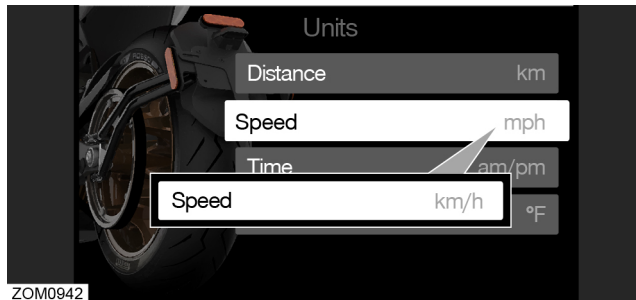 Units
Distance km
Speed mph
Time am/pm
Speed km/h
°F
ZOM0942